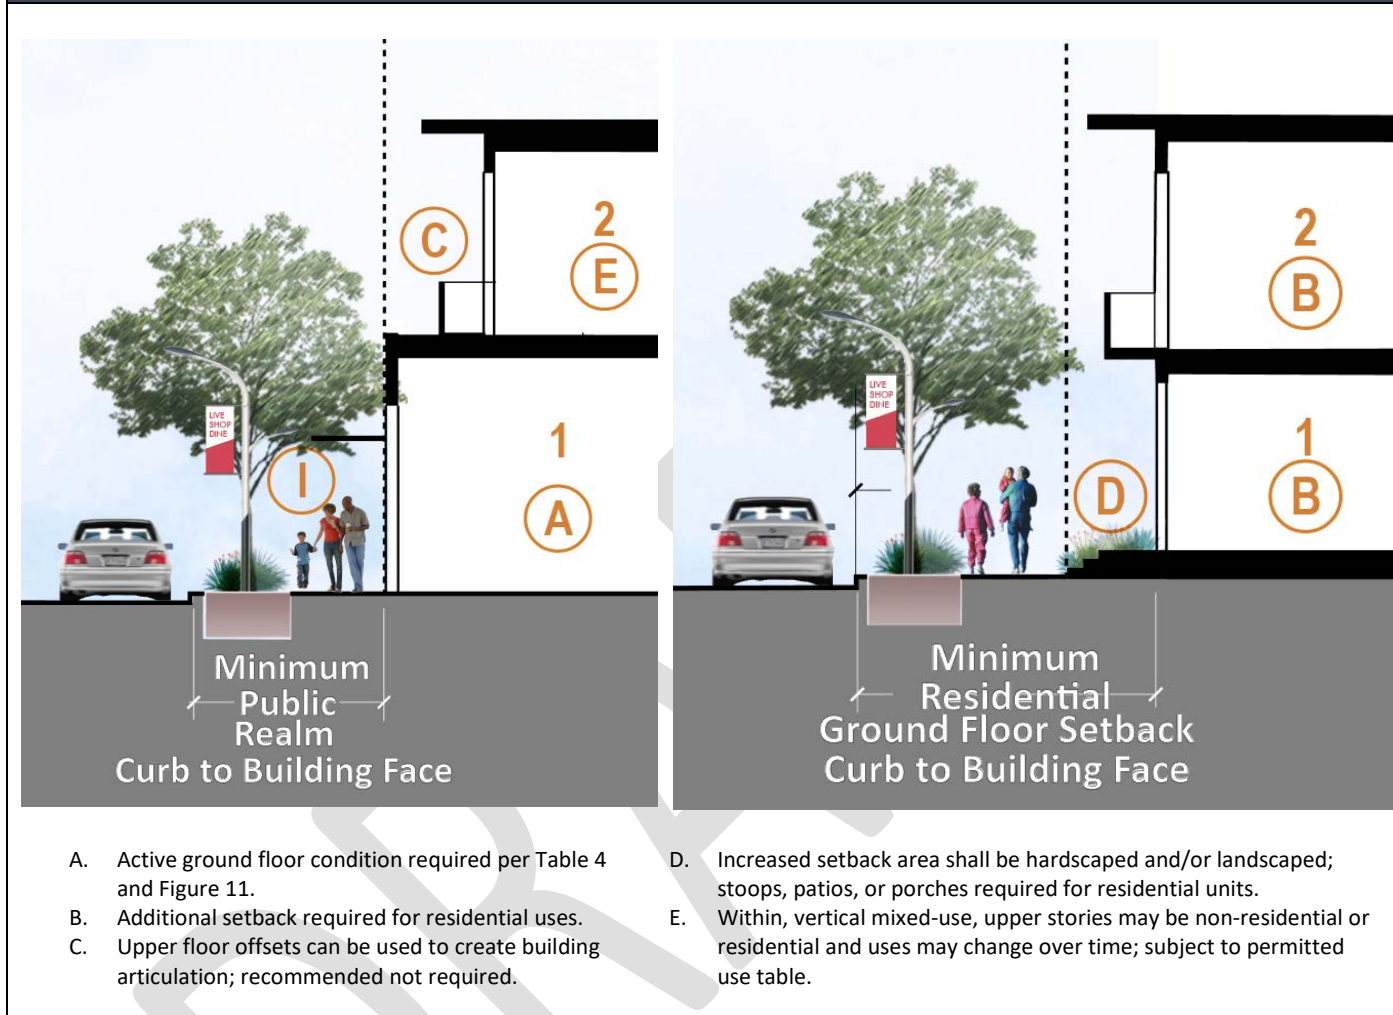 C
2
E
LIVE
SHOP
DINE
I
1
A
Minimum
Public
Realm
Curb to Building Face
2
B
LIVE
SHOP
DINE
1
D
B
Minimum
Residential
Ground Floor Setback
Curb to Building Face
A. Active ground floor condition required per Table 4
and Figure 11.
B. Additional setback required for residential uses.
C. Upper floor offsets can be used to create building
articulation; recommended not required.
D. Increased setback area shall be hardscaped and/or landscaped;
stoops, patios, or porches required for residential units.
E. Within, vertical mixed-use, upper stories may be non-residential or
residential and uses may change over time; subject to permitted
use table.